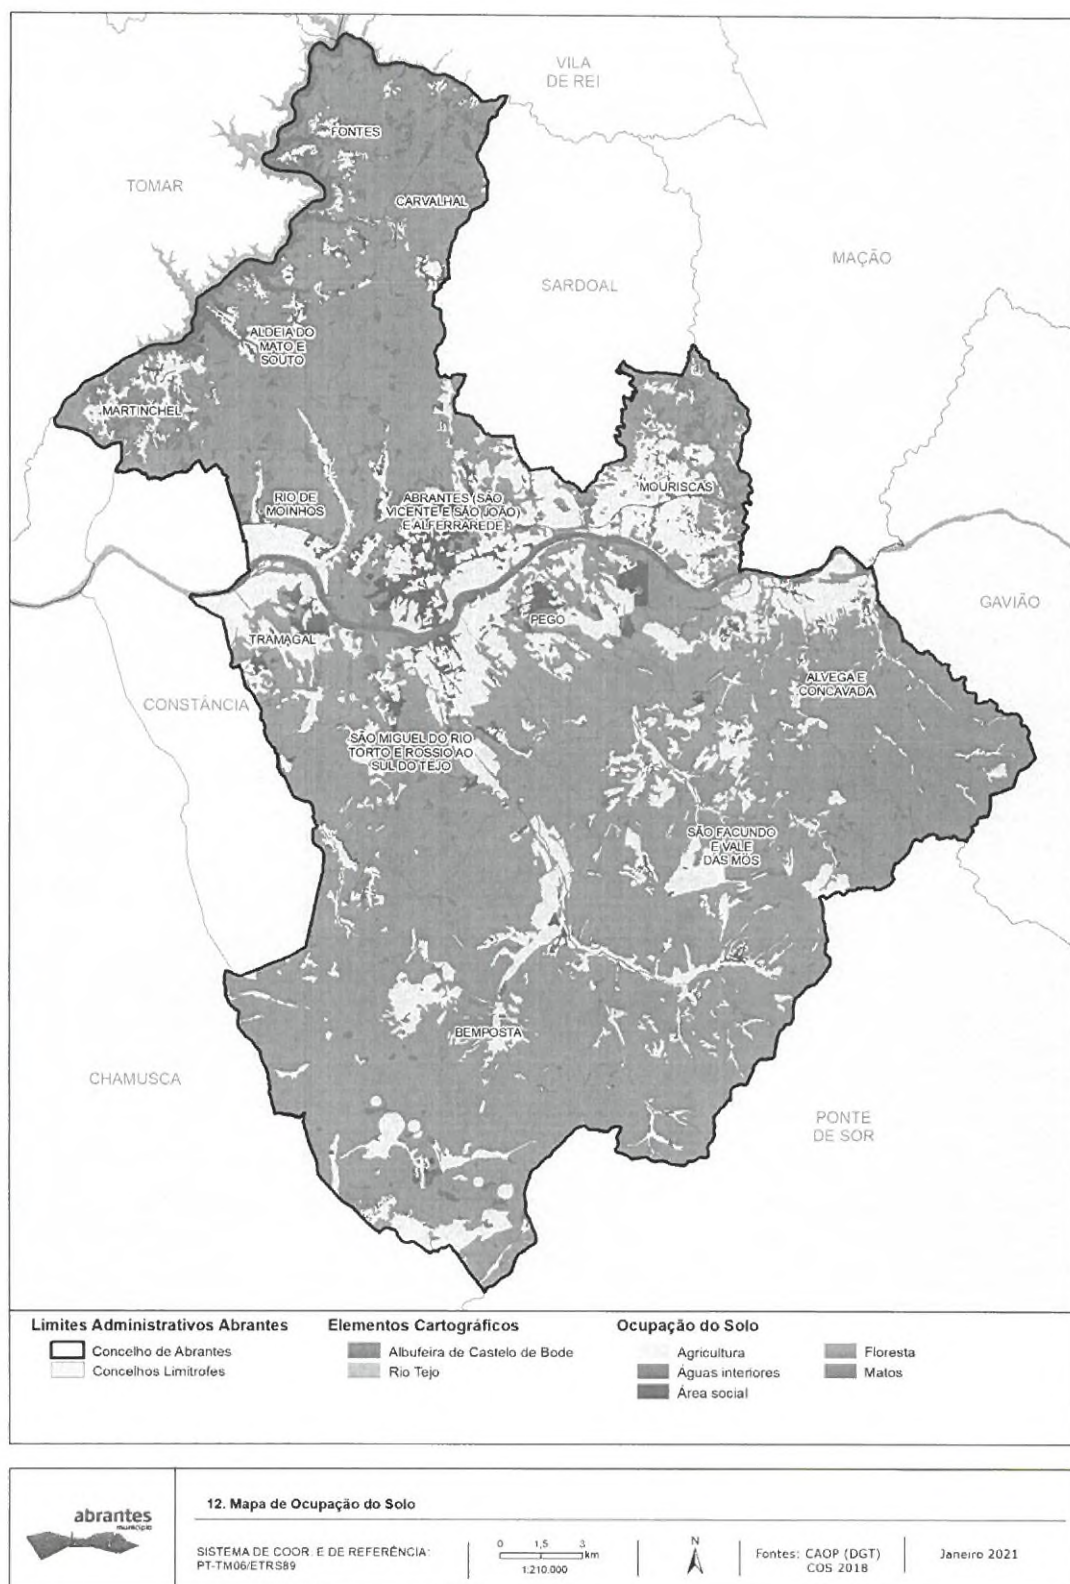 VILA
DE REI
FONTES
TOMAR
CARVALHAL
MAÇÃO
SARDOAL
ALDEIA DO
MATO E
SOUTO
MARTINCHEL
MOURISCAS
RIO DE
MOINHOS
ABRANTES (SÃO
VICENTE E SÃO JOÃO)
E ALFERRAREDE
GAVIÃO
PEGO
TRAMAGAL
ALVEGA E
CONCAVADA
CONSTÂNCIA
SÃO MIGUEL DO RIO
TORTO E ROSSIO AO
SUL DO TEJO
SÃO FACUNDO
E VALE
DAS MÓS
BEMPOSTA
CHAMUSCA
PONTE
DE SOR
Limites Administrativos Abrantes
Concelho de Abrantes
Concelhos Limítrofes
Elementos Cartográficos
Albufeira de Castelo de Bode
Rio Tejo
Ocupação do Solo
Agricultura
Águas interiores
Área social
Floresta
Matos
abrantes
município
12. Mapa de Ocupação do Solo
SISTEMA DE COOR. E DE REFERÊNCIA:
PT-TM06/ETRS89
0 1,5 3
km
1:210.000
N
Fontes: CAOP (DGT)
COS 2018
Janeiro 2021